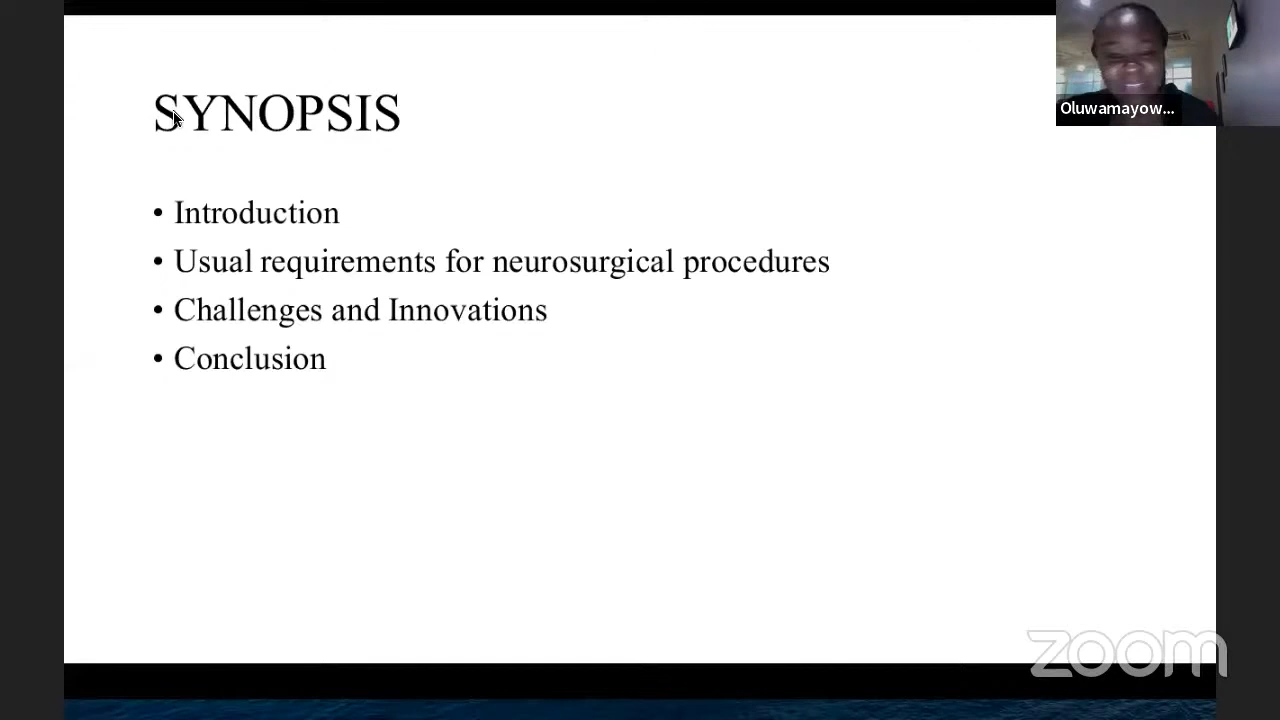 SYNOPSIS
• Introduction
• Usual requirements for neurosurgical procedures
• Challenges and Innovations
• Conclusion
Oluwamayow...
zoom